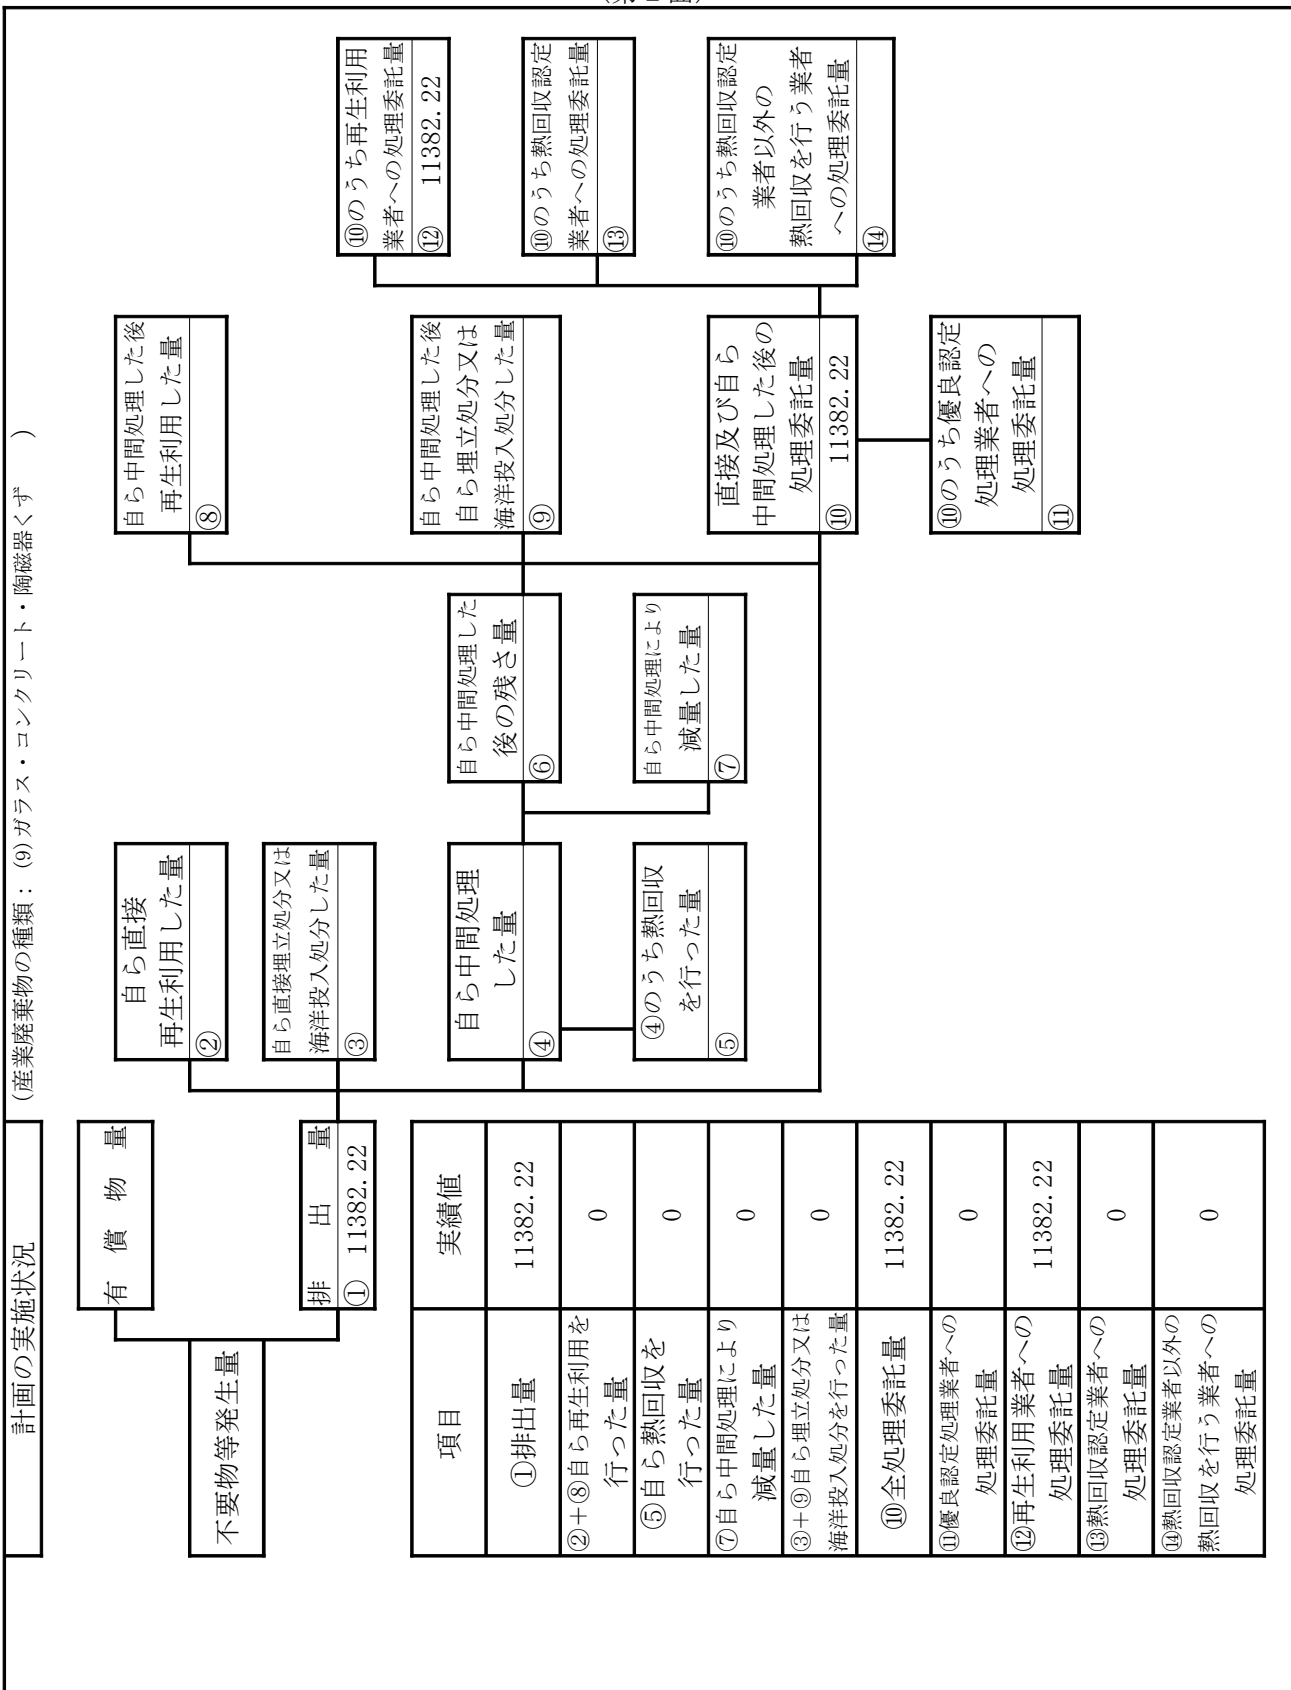 計画の実施状況
(産業廃棄物の種類： (9)ガラス・コンクリート・陶磁器くず　　)
不要物等発生量
有　償　物　量
排　出　量
① 11382.22
自ら直接
再生利用した量
②
自ら直接埋立処分又は
海洋投入処分した量
③
自ら中間処理
した量
④
④のうち熱回収
を行った量
⑤
自ら中間処理した
後の残さ量
⑥
自ら中間処理により
減量した量
⑦
自ら中間処理した後
再生利用した量
⑧
自ら中間処理した後
自ら埋立処分又は
海洋投入処分した量
⑨
直接及び自ら
中間処理した後の
処理委託量
⑩ 11382.22
⑩のうち優良認定
処理業者への
処理委託量
⑪
⑩のうち再生利用
業者への処理委託量
⑫ 11382.22
⑩のうち熱回収認定
業者への処理委託量
⑬
⑩のうち熱回収認定
業者以外の
熱回収を行う業者
への処理委託量
⑭
項目 実績値
①排出量 11382.22
②＋⑧自ら再生利用を
行った量 0
⑤自ら熱回収を
行った量 0
⑦自ら中間処理により
減量した量 0
③＋⑨自ら埋立処分又は
海洋投入処分を行った量 0
⑩全処理委託量 11382.22
⑪優良認定処理業者への
処理委託量 0
⑫再生利用業者への
処理委託量 11382.22
⑬熱回収認定業者への
処理委託量 0
⑭熱回収認定業者以外の
熱回収を行う業者への
処理委託量 0